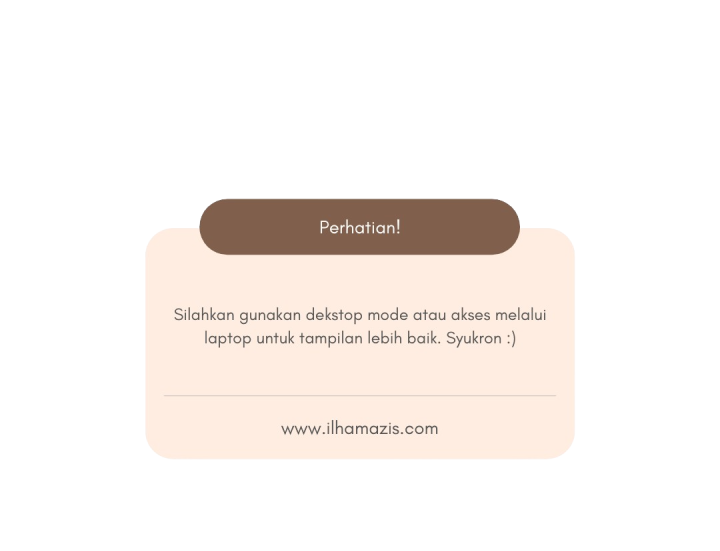 Perhatian!
Silahkan gunakan dekstop mode atau akses melalui
laptop untuk tampilan lebih baik. Syukron :)
www.ilhamazis.com